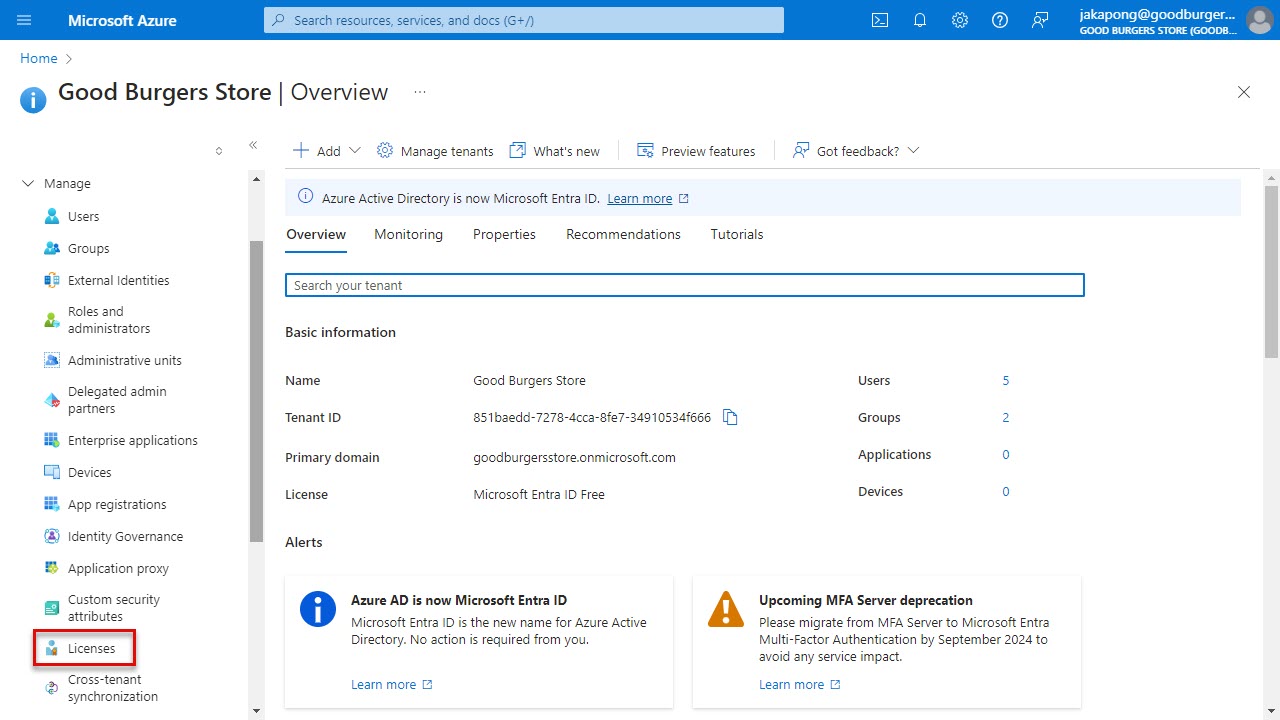 Microsoft Azure
Search resources, services, and docs (G+/)
jakapong@goodburger...
GOOD BURGERS STORE (GOODB...
Home
Good Burgers Store | Overview
Add
Manage tenants
What's new
Preview features
Got feedback?
Manage
Users
Groups
External Identities
Roles and
administrators
Administrative units
Delegated admin
partners
Enterprise applications
Devices
App registrations
Identity Governance
Application proxy
Custom security
attributes
Licenses
Cross-tenant
synchronization
Azure Active Directory is now Microsoft Entra ID. Learn more
Overview
Monitoring
Properties
Recommendations
Tutorials
Search your tenant
Basic information
Name
Good Burgers Store
Users
5
Tenant ID
851baedd-7278-4cca-8fe7-34910534f666
Groups
2
Primary domain
goodburgersstore.onmicrosoft.com
Applications
0
License
Microsoft Entra ID Free
Devices
0
Alerts
Azure AD is now Microsoft Entra ID
Microsoft Entra ID is the new name for Azure Active
Directory. No action is required from you.
Learn more
Upcoming MFA Server deprecation
Please migrate from MFA Server to Microsoft Entra
Multi-Factor Authentication by September 2024 to
avoid any service impact.
Learn more